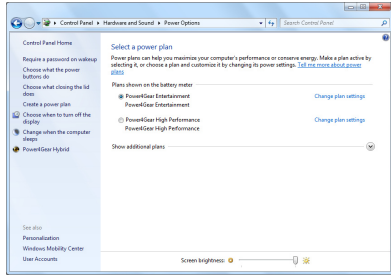 Control Panel ▸ Hardware and Sound ▸ Power Options
Search Control Panel
Control Panel Home
Require a password on wakeup
Choose what the power
buttons do
Choose what closing the lid
does
Create a power plan
Choose when to turn off the
display
Change when the computer
sleeps
Power4Gear Hybrid
Select a power plan
Power plans can help you maximize your computer's performance or conserve energy. Make a plan active by
selecting it, or choose a plan and customize it by changing its power settings. Tell me more about power
plans
Plans shown on the battery meter
Power4Gear Entertainment Change plan settings
Power4Gear Entertainment
Power4Gear High Performance Change plan settings
Power4Gear High Performance
Show additional plans
See also
Personalization
Windows Mobility Center
User Accounts
Screen brightness: